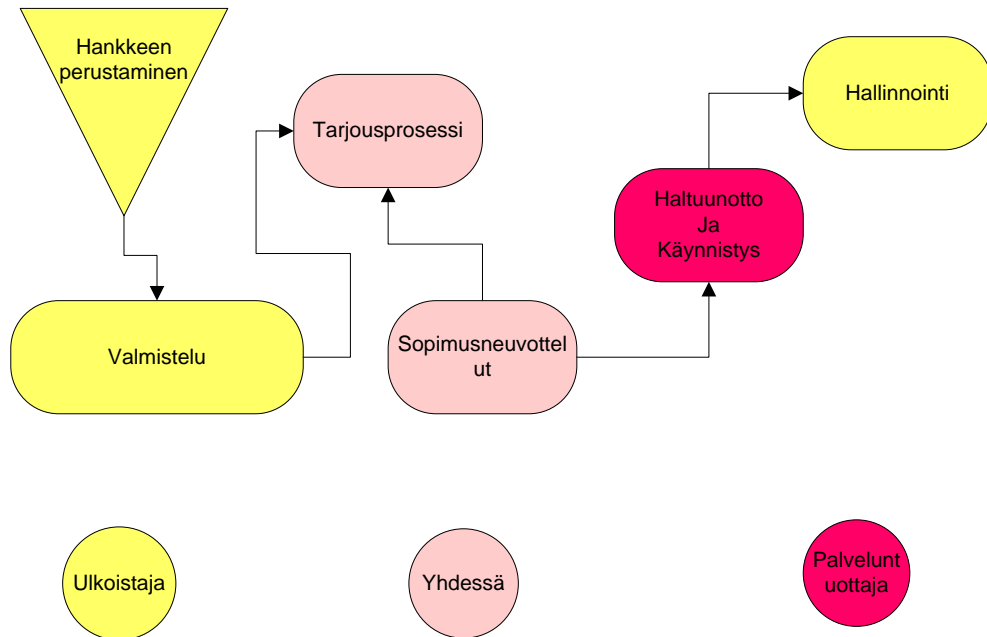 Hankkeen
perustaminen
Tarjousprosessi
Hallinnointi
Haltuunotto
Ja
Käynnistys
Valmistelu
Sopimusneuvottel
ut
Ulkoistaja
Yhdessä
Palvelunt
uottaja